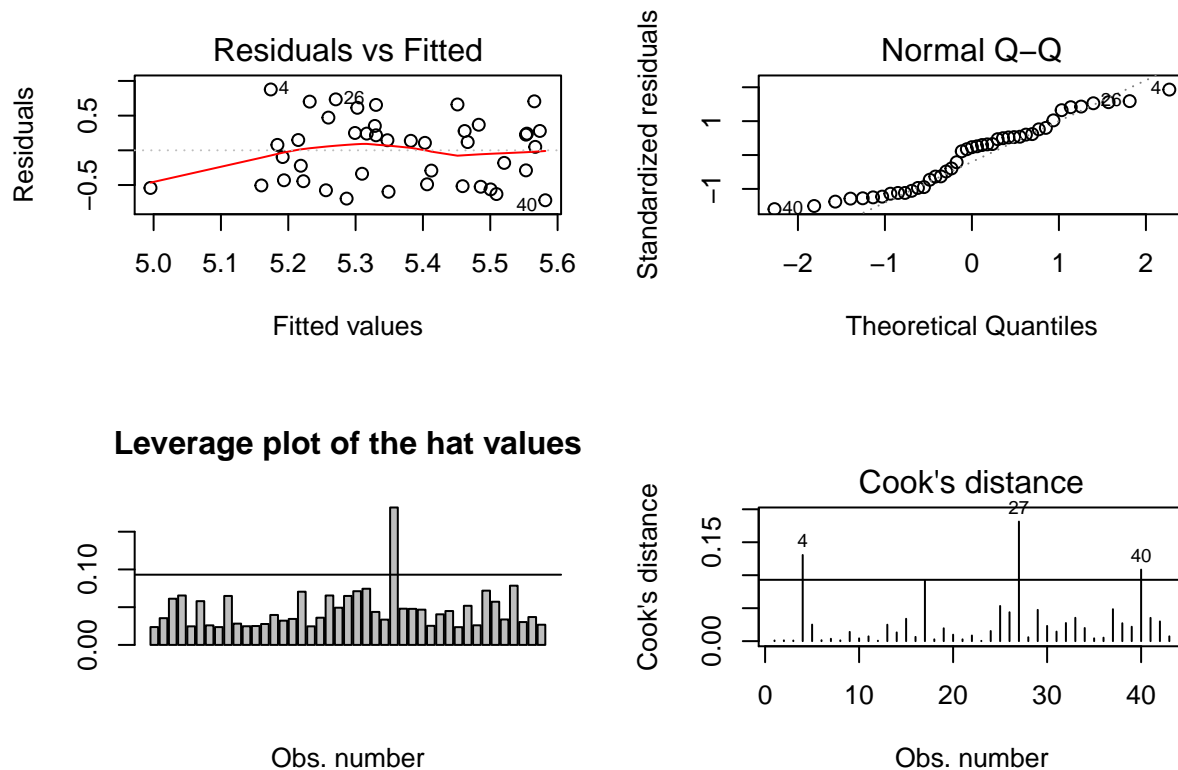 Residuals vs Fitted
Residuals
0.5
−0.5
4
26
40
5.0 5.1 5.2 5.3 5.4 5.5 5.6
Fitted values
Normal Q−Q
Standardized residuals
1
−1
40
26
4
−2 −1 0 1 2
Theoretical Quantiles
Leverage plot of the hat values
0.10
0.00
Obs. number
Cook's distance
Cook's distance
0.15
0.00
4
27
40
0 10 20 30 40
Obs. number